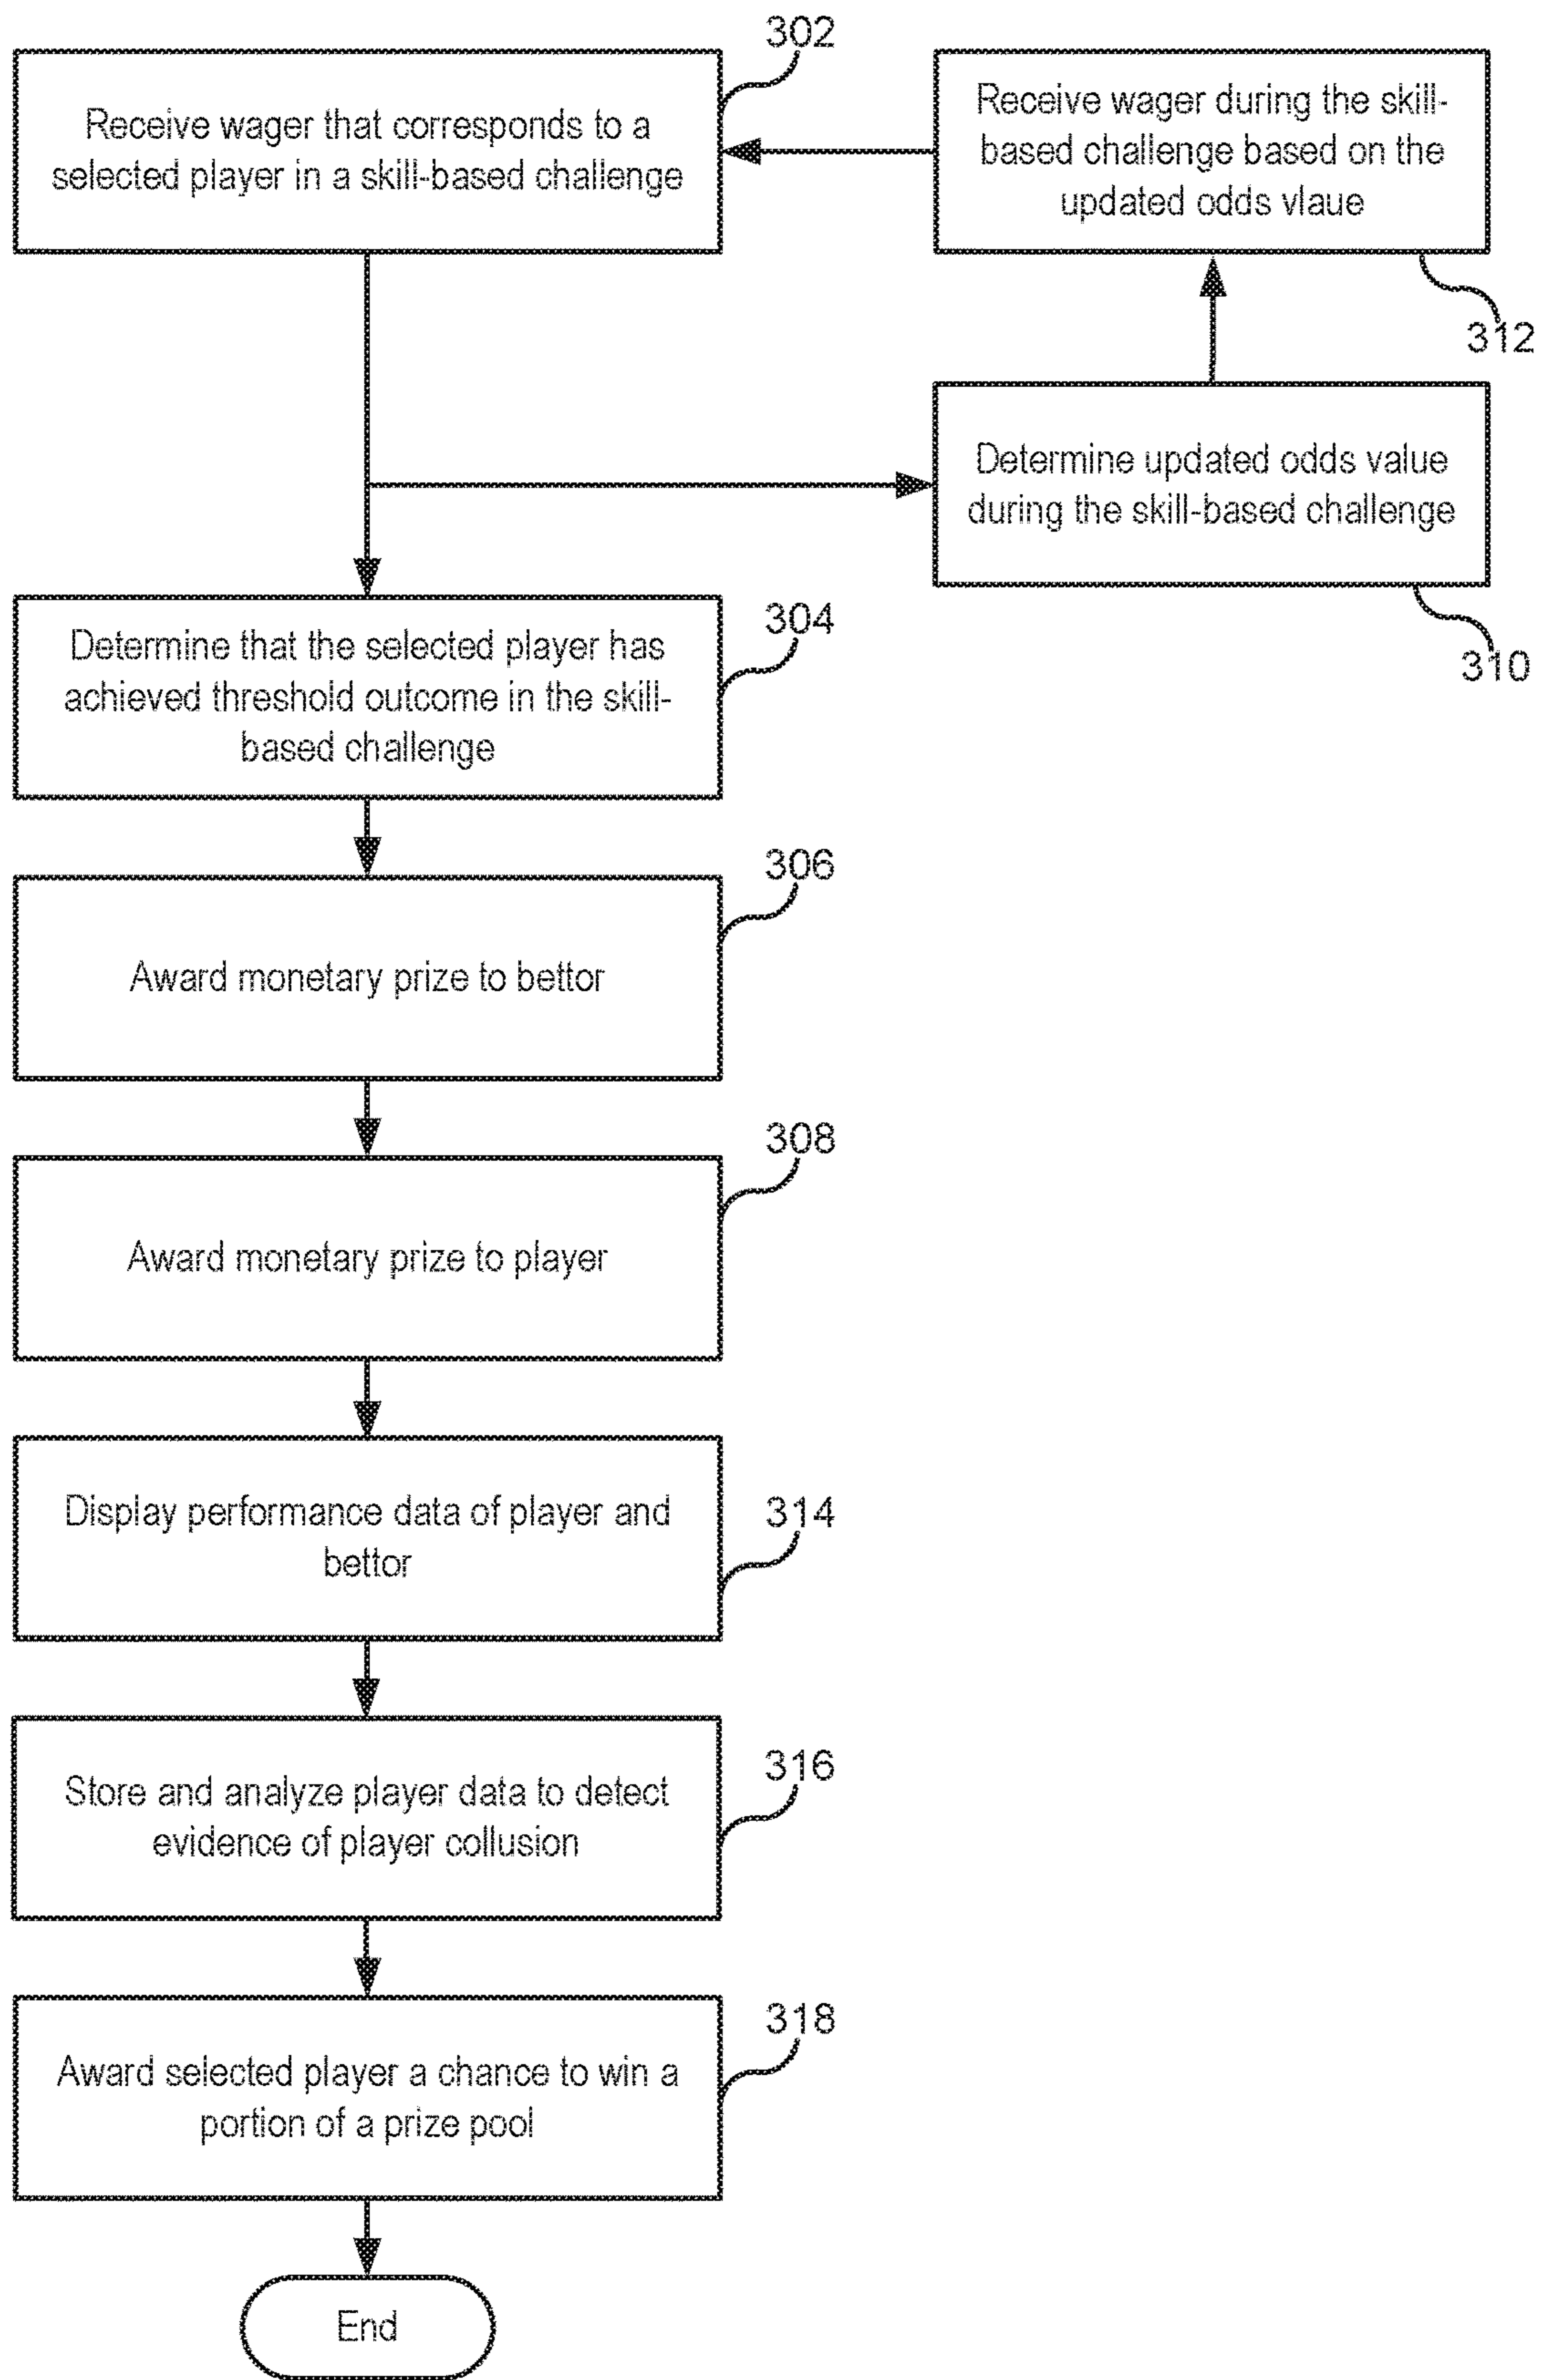 302
Receive wager that corresponds to a
selected player in a skill-based challenge
Receive wager during the skill-
based challenge based on the
updated odds vlaue
312
Determine updated odds value
during the skill-based challenge
310
304
Determine that the selected player has
achieved threshold outcome in the skill-
based challenge
306
Award monetary prize to bettor
308
Award monetary prize to player
314
Display performance data of player and
bettor
316
Store and analyze player data to detect
evidence of player collusion
318
Award selected player a chance to win a
portion of a prize pool
End